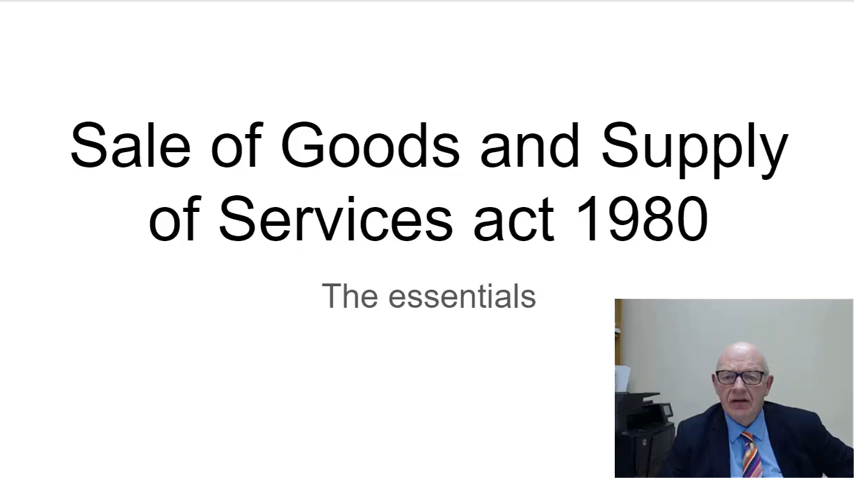 Sale of Goods and Supply
of Services act 1980
The essentials